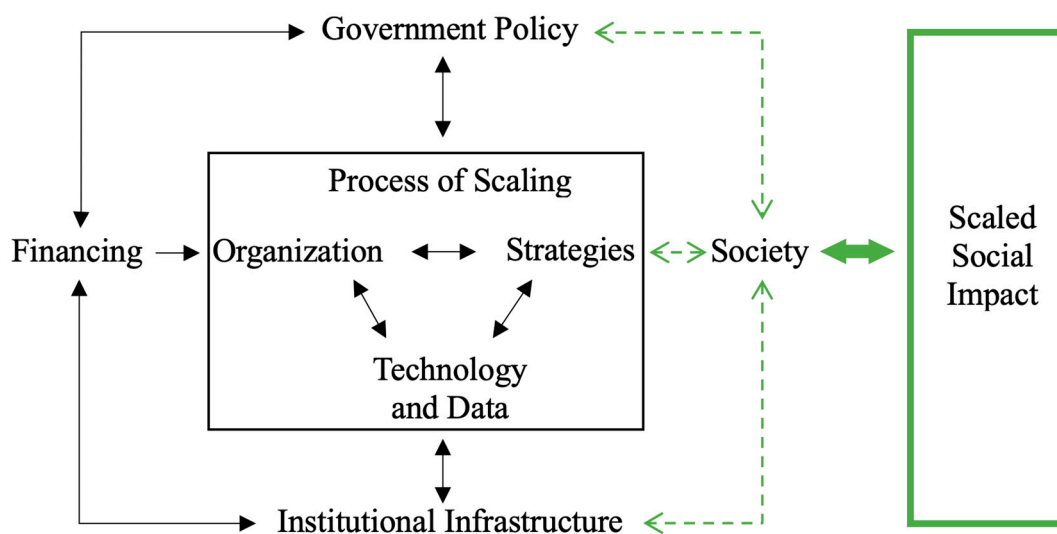 Government Policy
Process of Scaling
Financing
Organization
Strategies
Society
Scaled
Social
Impact
Technology
and Data
Institutional Infrastructure